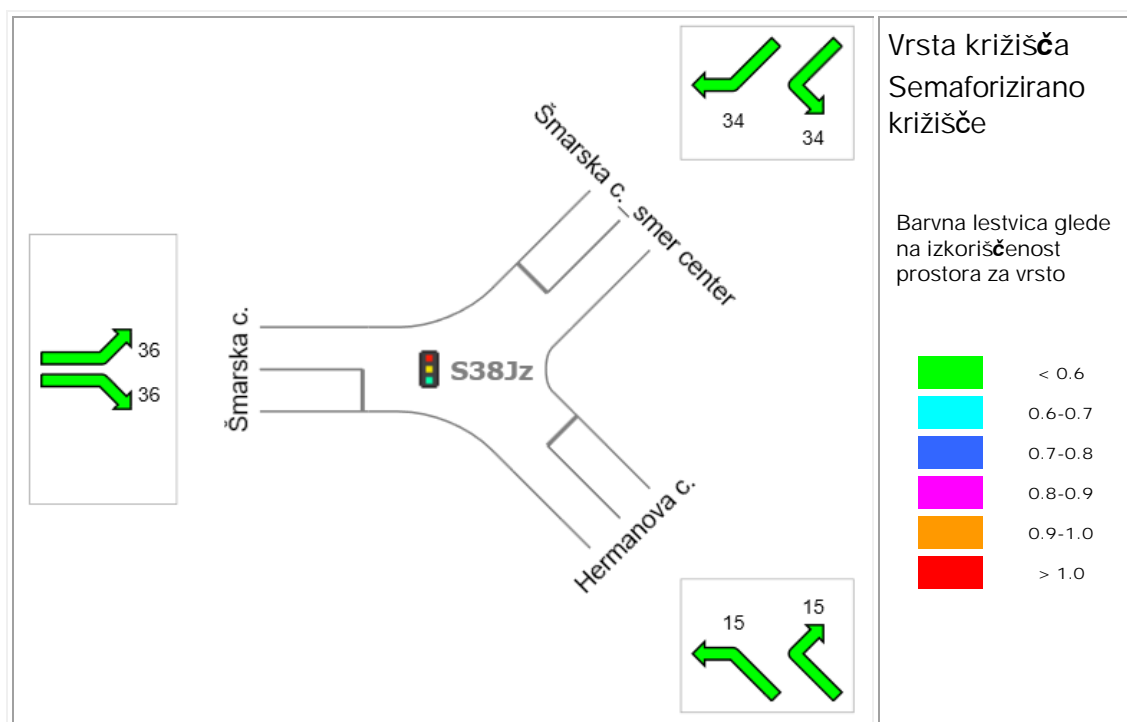 34
34
Šmarska c._smer center
36
36
Šmarska c.
S38Jz
Hermanova c.
15
15
Vrsta križišča
Semaforizirano
križišče
Barvna lestvica glede
na izkoriščenost
prostora za vrsto
< 0.6
0.6-0.7
0.7-0.8
0.8-0.9
0.9-1.0
> 1.0